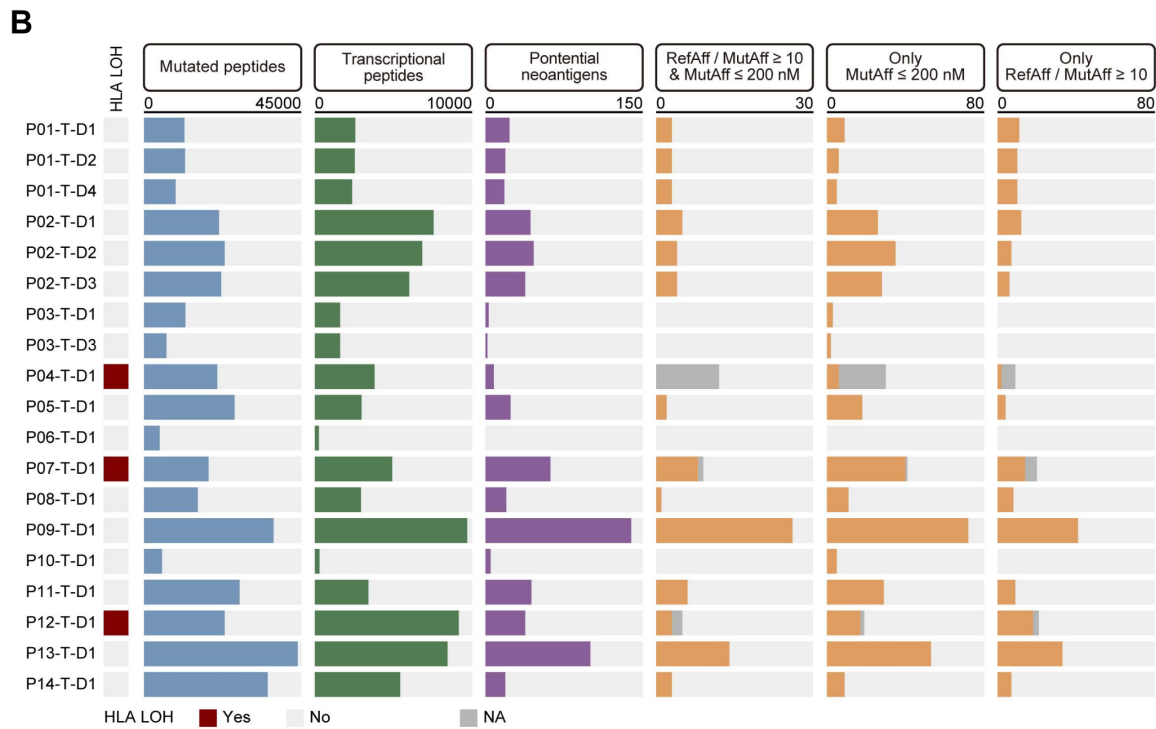 B
HLA LOH
Mutated peptides
Transcriptional
peptides
Pontential
neoantigens
RefAff / MutAff ≥ 10
& MutAff ≤ 200 nM
Only
MutAff ≤ 200 nM
Only
RefAff / MutAff ≥ 10
0 45000 0 10000 0 150 0 30 0 80 0 80
P01-T-D1
P01-T-D2
P01-T-D4
P02-T-D1
P02-T-D2
P02-T-D3
P03-T-D1
P03-T-D3
P04-T-D1
P05-T-D1
P06-T-D1
P07-T-D1
P08-T-D1
P09-T-D1
P10-T-D1
P11-T-D1
P12-T-D1
P13-T-D1
P14-T-D1
HLA LOH Yes No NA